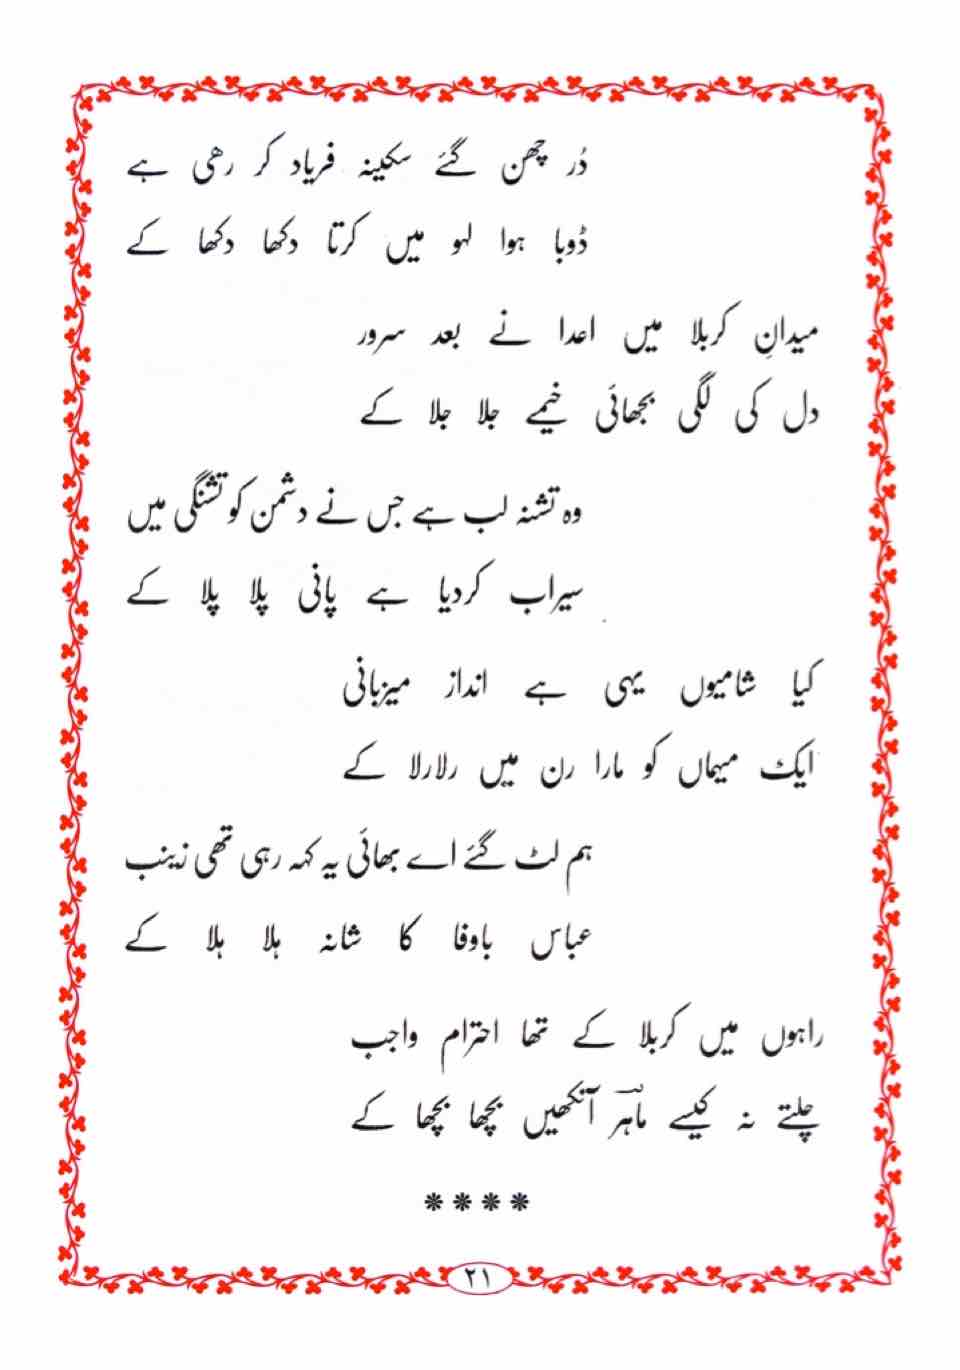 دُر چھن گئے سکینہ فریاد کر رھی ہے
ڈوبا ہوا لہو میں کرتا دکھا دکھا کے
میدانِ کربلا میں اعدا نے بعد سرور
دل کی لگی بجھائی خیمے جلا جلا کے
وہ تشنہ لب ہے جس نے دشمن کو تشنگی میں
سیراب کردیا ہے پانی پلا پلا کے
کیا شامیوں یہی ہے انداز میزبانی
ایک میہماں کو مارا رن میں رلارلا کے
ہم لٹ گئے اے بھائی یہ کہہ رہی تھی زینب
عباس باوفا کا شانہ ہلا ہلا کے
راہوں میں کربلا کے تھا احترام واجب
چلتے نہ کیسے ماہرؔ آنکھیں بچھا بچھا کے
****
۲۱